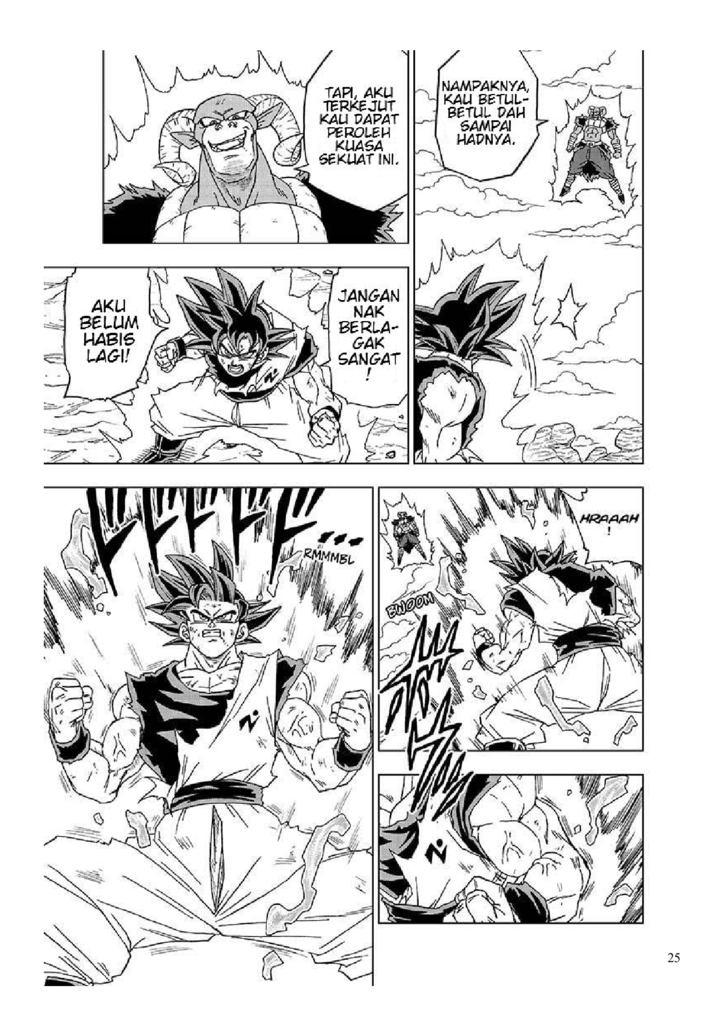 NAMPAKNYA,
KAU BETUL-
BETUL DAH
SAMPAI
HADNYA.
TAPI, AKU
TERKEJUT
KAU DAPAT
PEROLEH
KUASA
SEKUAT INI.
JANGAN
NAK
BERLA-
GAK
SANGAT
!
AKU
BELUM
HABIS
LAGI!
HRAAAH
!
BWOOM
RMMMBL
25